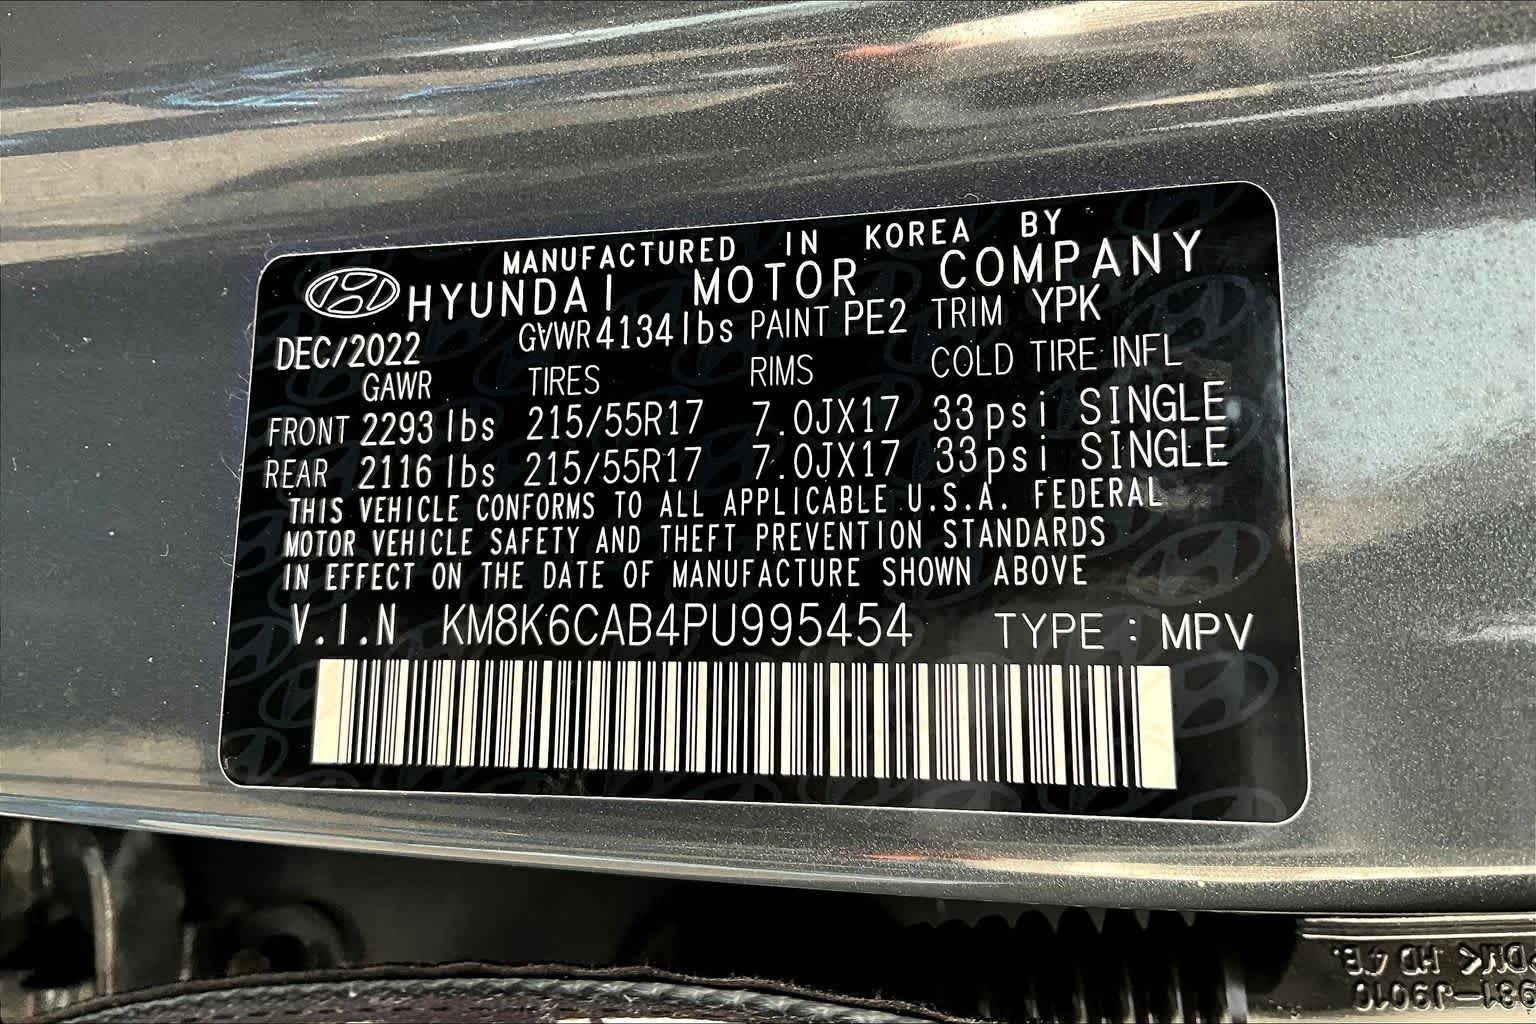 MANUFACTURED IN KOREA BY
HYUNDAI MOTOR COMPANY
DEC/2022 GVWR 4134 lbs PAINT PE2 TRIM YPK
GAWR TIRES RIMS COLD TIRE INFL
FRONT 2293 lbs 215/55R17 7.0JX17 33psi SINGLE
REAR 2116 lbs 215/55R17 7.0JX17 33psi SINGLE
THIS VEHICLE CONFORMS TO ALL APPLICABLE U.S.A. FEDERAL
MOTOR VEHICLE SAFETY AND THEFT PREVENTION STANDARDS
IN EFFECT ON THE DATE OF MANUFACTURE SHOWN ABOVE
V.I.N KM8K6CAB4PU995454 TYPE : MPV